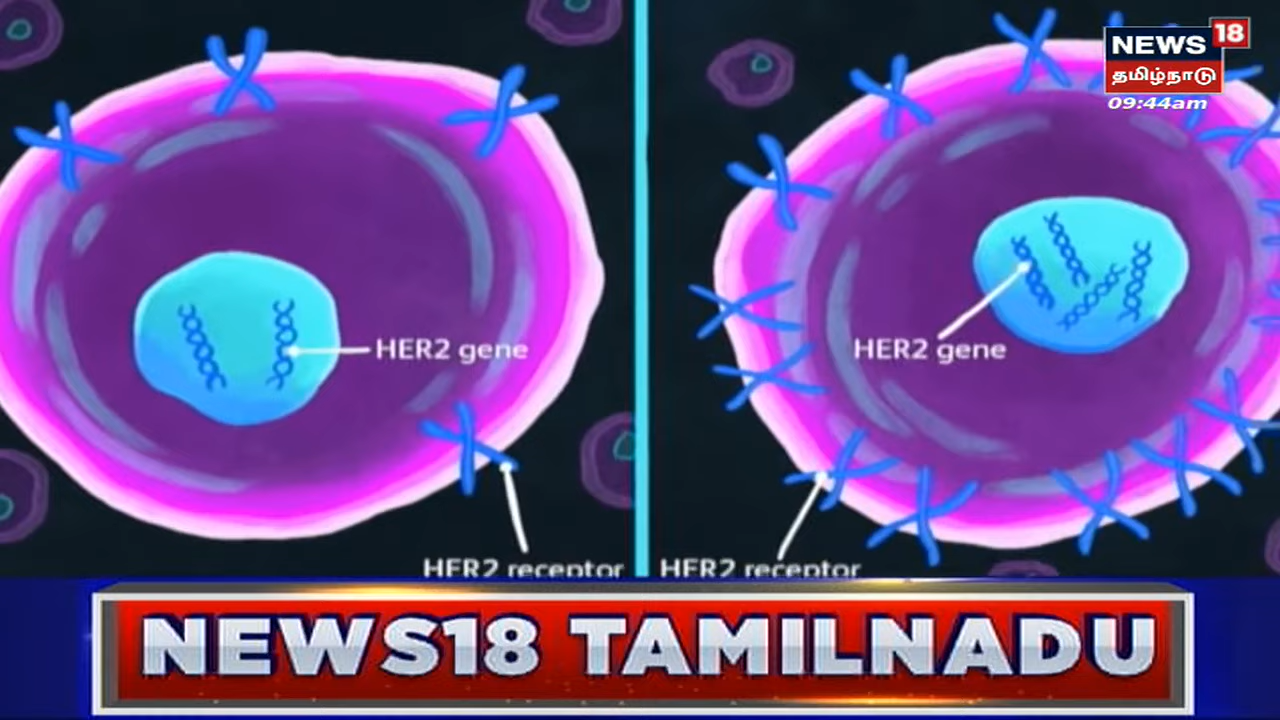 NEWS 18
தமிழ்நாடு
09:44am
HER2 gene
HER2 gene
HER2 receptor
HER2 receptor
NEWS18 TAMILNADU